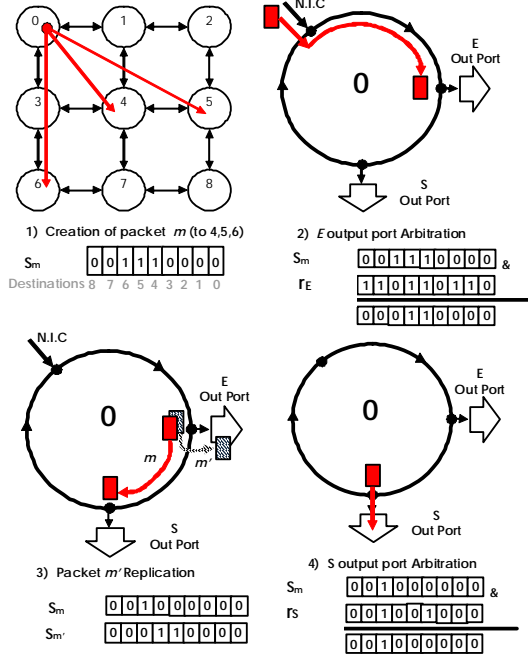 0 1 2
3 4 5
6 7 8
1) Creation of packet m (to 4,5,6)
Sm 0 0 1 1 1 0 0 0 0
Destinations 8 7 6 5 4 3 2 1 0
N.I.C
0
E
Out Port
S
Out Port
2) E output port Arbitration
Sm 0 0 1 1 1 0 0 0 0 &
rE 1 1 0 1 1 0 1 1 0
0 0 0 1 1 0 0 0 0
N.I.C
0
E
Out Port
m m'
S
Out Port
3) Packet m' Replication
Sm 0 0 1 0 0 0 0 0 0
Sm' 0 0 0 1 1 0 0 0 0
0
E
Out Port
S
Out Port
4) S output port Arbitration
Sm 0 0 1 0 0 0 0 0 0 &
rS 0 0 1 0 0 1 0 0 0
0 0 1 0 0 0 0 0 0